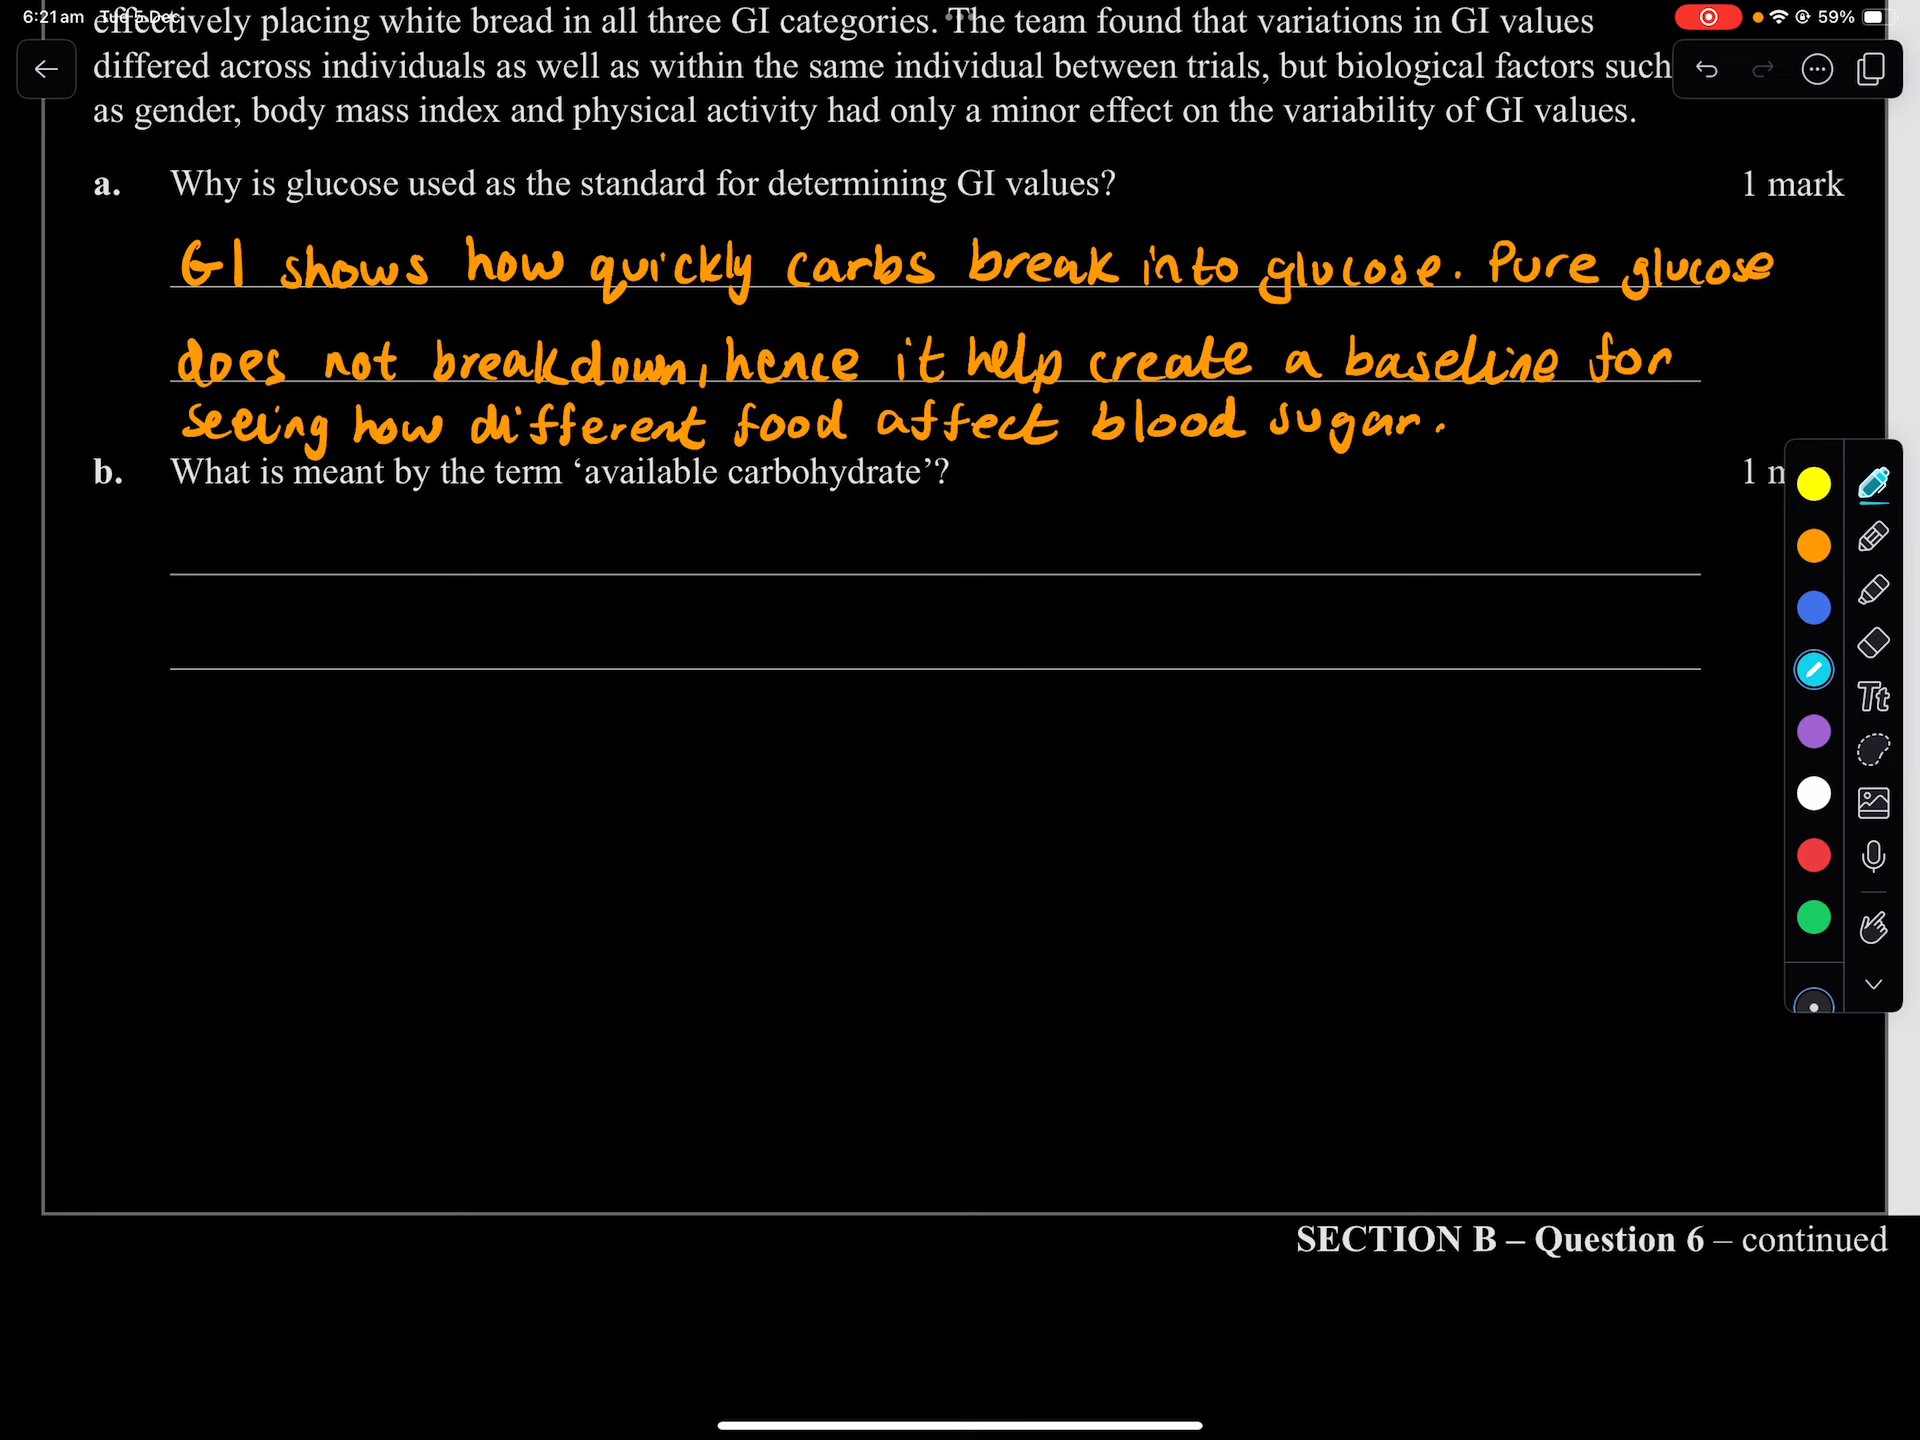 6:21am Tue 5 Dec
59%
effectively placing white bread in all three GI categories. The team found that variations in GI values
differed across individuals as well as within the same individual between trials, but biological factors such
as gender, body mass index and physical activity had only a minor effect on the variability of GI values.
a. Why is glucose used as the standard for determining GI values? 1 mark
GI shows how quickly carbs break into glucose. Pure glucose
does not breakdown, hence it help create a baseline for
seeing how different food affect blood sugar.
b. What is meant by the term ‘available carbohydrate’? 1 m
Tt
SECTION B – Question 6 – continued